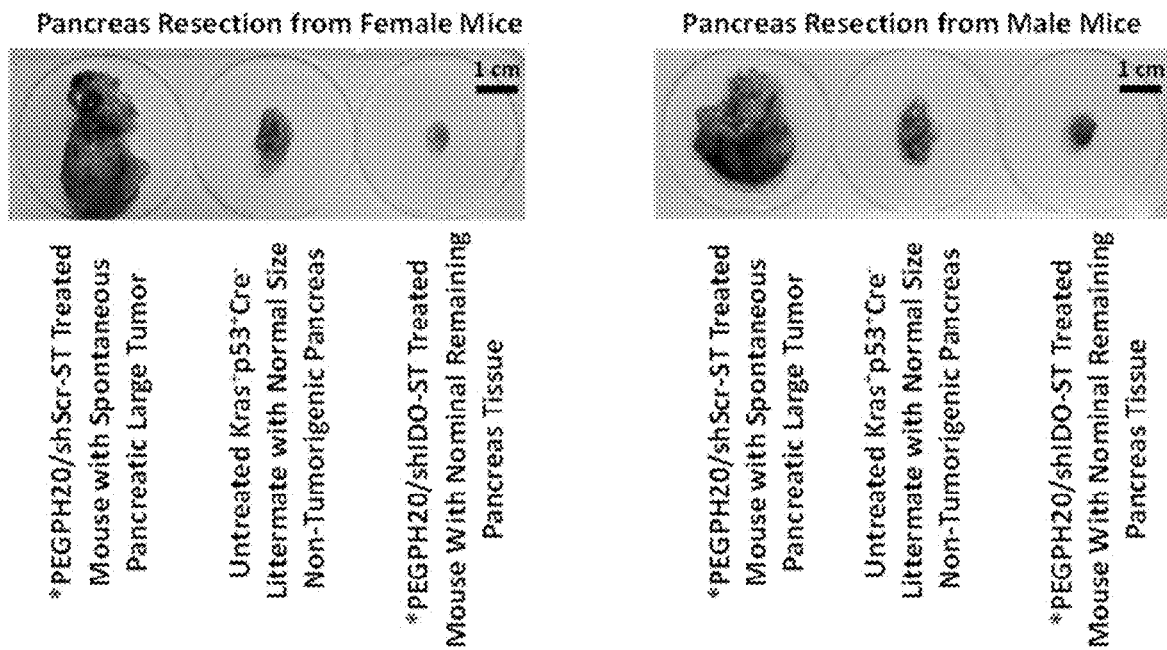 Pancreas Resection from Female Mice
1 cm
*PEGPH20/shScr-ST Treated
Mouse with Spontaneous
Pancreatic Large Tumor
Untreated Kras⁺p53⁺Cre⁻
Littermate with Normal Size
Non-Tumorigenic Pancreas
*PEGPH20/shIDO-ST Treated
Mouse With Nominal Remaining
Pancreas Tissue
Pancreas Resection from Male Mice
1 cm
*PEGPH20/shScr-ST Treated
Mouse with Spontaneous
Pancreatic Large Tumor
Untreated Kras⁺p53⁺Cre⁻
Littermate with Normal Size
Non-Tumorigenic Pancreas
*PEGPH20/shIDO-ST Treated
Mouse With Nominal Remaining
Pancreas Tissue